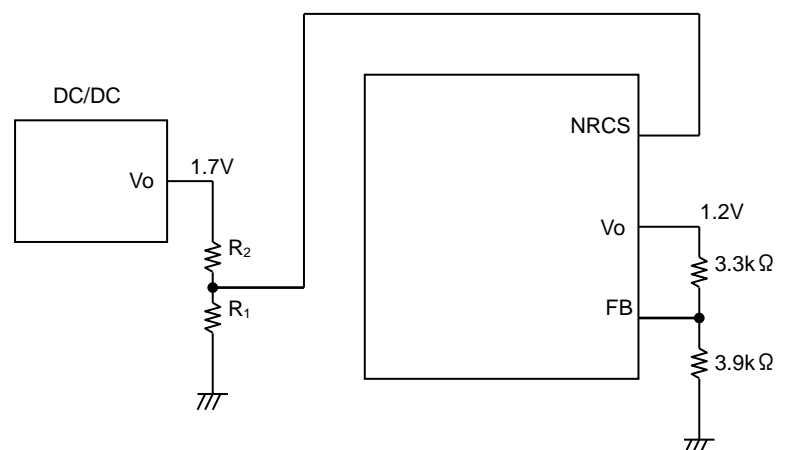 DC/DC
NRCS
Vo
1.7V
Vo
1.2V
R₂
3.3kΩ
R₁
FB
3.9kΩ